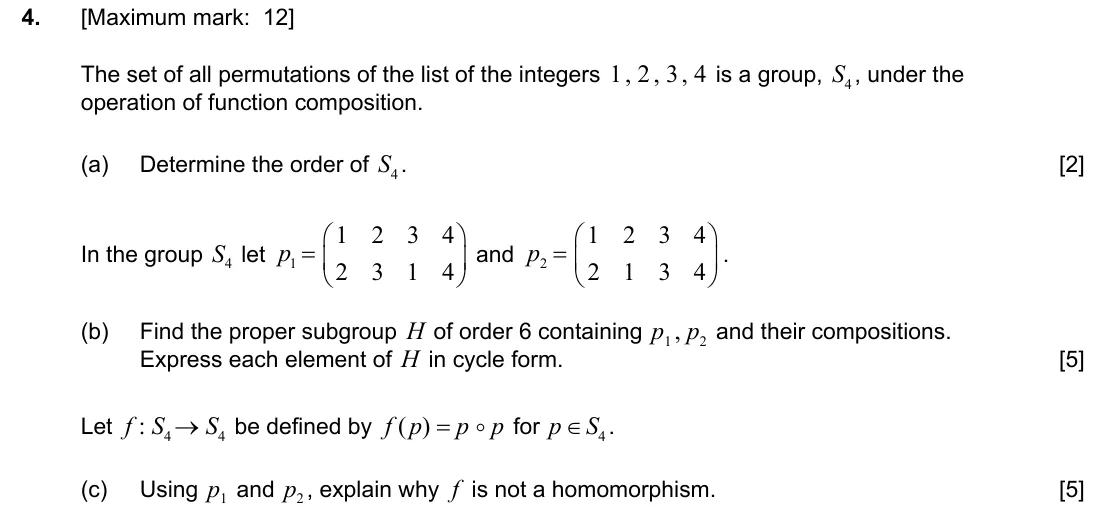 4. [Maximum mark: 12]
The set of all permutations of the list of the integers 1, 2, 3, 4 is a group, S₄, under the
operation of function composition.
(a) Determine the order of S₄. [2]
In the group S₄ let p₁ = (1 2 3 4 / 2 3 1 4) and p₂ = (1 2 3 4 / 2 1 3 4).
(b) Find the proper subgroup H of order 6 containing p₁, p₂ and their compositions.
Express each element of H in cycle form. [5]
Let f : S₄ → S₄ be defined by f(p) = p ∘ p for p ∈ S₄.
(c) Using p₁ and p₂, explain why f is not a homomorphism. [5]